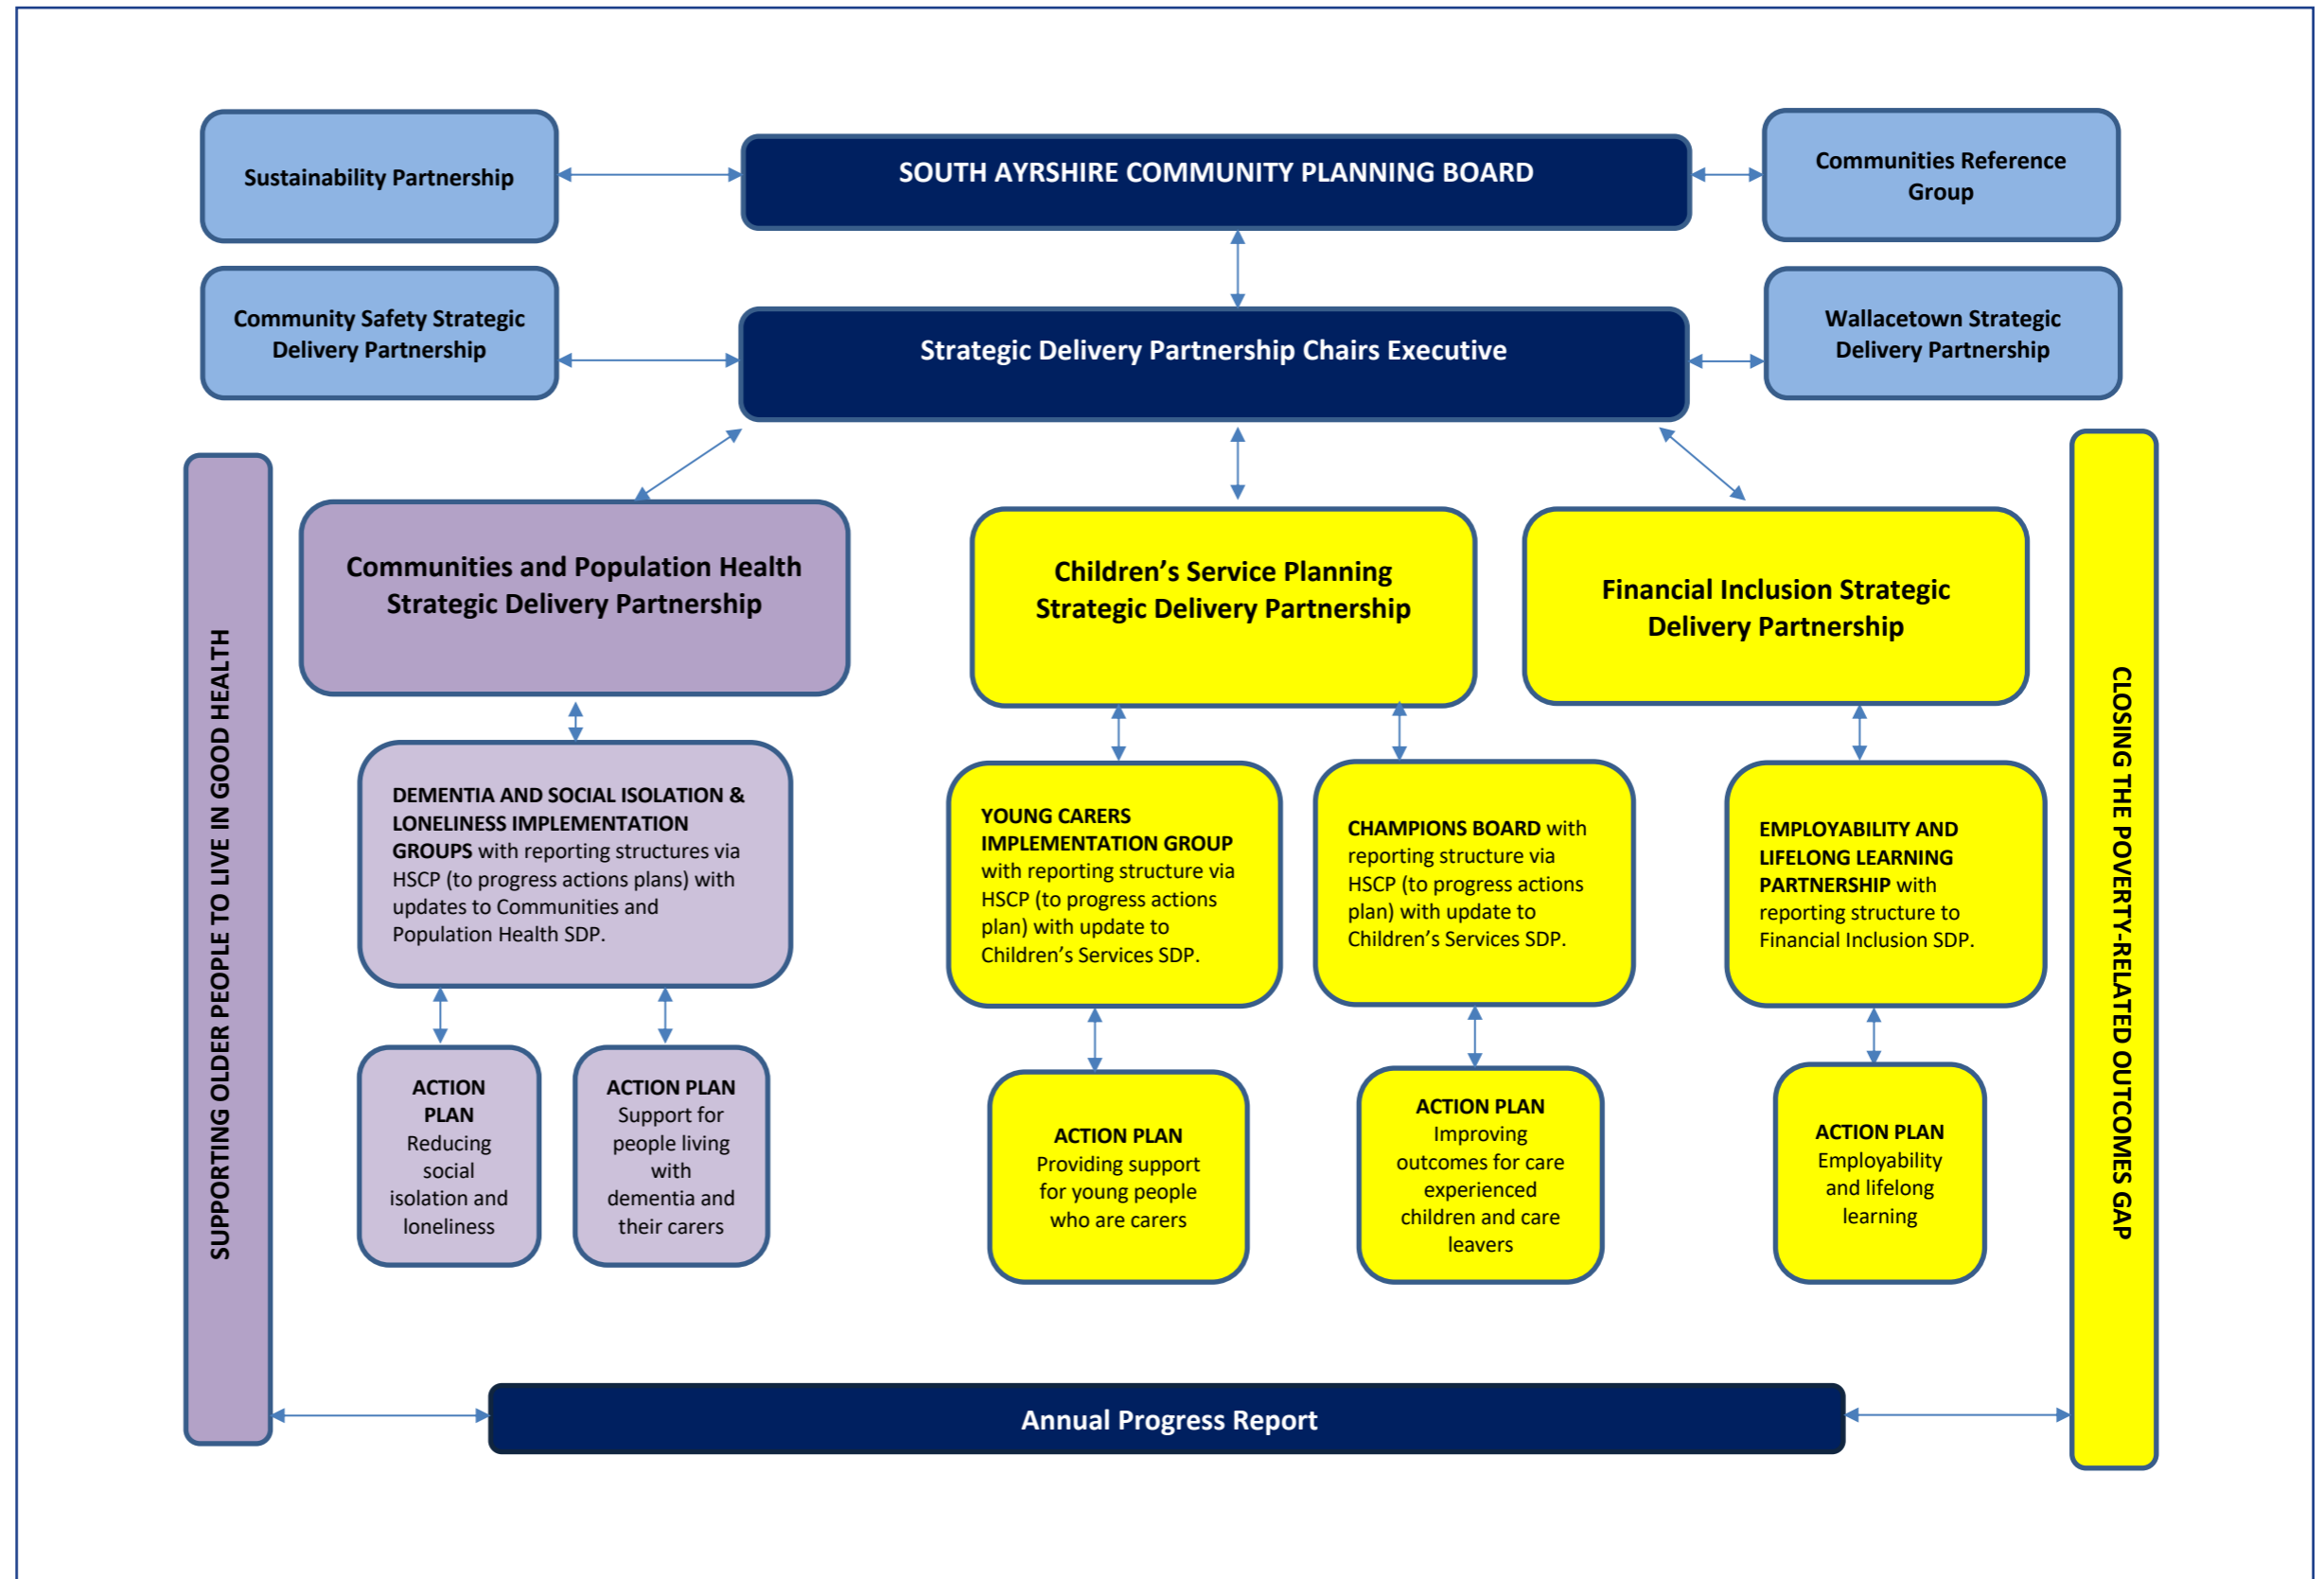 Sustainability Partnership
SOUTH AYRSHIRE COMMUNITY PLANNING BOARD
Communities Reference
Group
Community Safety Strategic
Delivery Partnership
Strategic Delivery Partnership Chairs Executive
Wallacetown Strategic
Delivery Partnership
SUPPORTING OLDER PEOPLE TO LIVE IN GOOD HEALTH
Communities and Population Health
Strategic Delivery Partnership
Children’s Service Planning
Strategic Delivery Partnership
Financial Inclusion Strategic
Delivery Partnership
CLOSING THE POVERTY-RELATED OUTCOMES GAP
DEMENTIA AND SOCIAL ISOLATION &
LONELINESS IMPLEMENTATION
GROUPS with reporting structures via
HSCP (to progress actions plans) with
updates to Communities and
Population Health SDP.
YOUNG CARERS
IMPLEMENTATION GROUP
with reporting structure via
HSCP (to progress actions
plan) with update to
Children’s Services SDP.
CHAMPIONS BOARD with
reporting structure via
HSCP (to progress actions
plan) with update to
Children’s Services SDP.
EMPLOYABILITY AND
LIFELONG LEARNING
PARTNERSHIP with
reporting structure to
Financial Inclusion SDP.
ACTION
PLAN
Reducing
social
isolation and
loneliness
ACTION PLAN
Support for
people living
with
dementia and
their carers
ACTION PLAN
Providing support
for young people
who are carers
ACTION PLAN
Improving
outcomes for care
experienced
children and care
leavers
ACTION PLAN
Employability
and lifelong
learning
Annual Progress Report